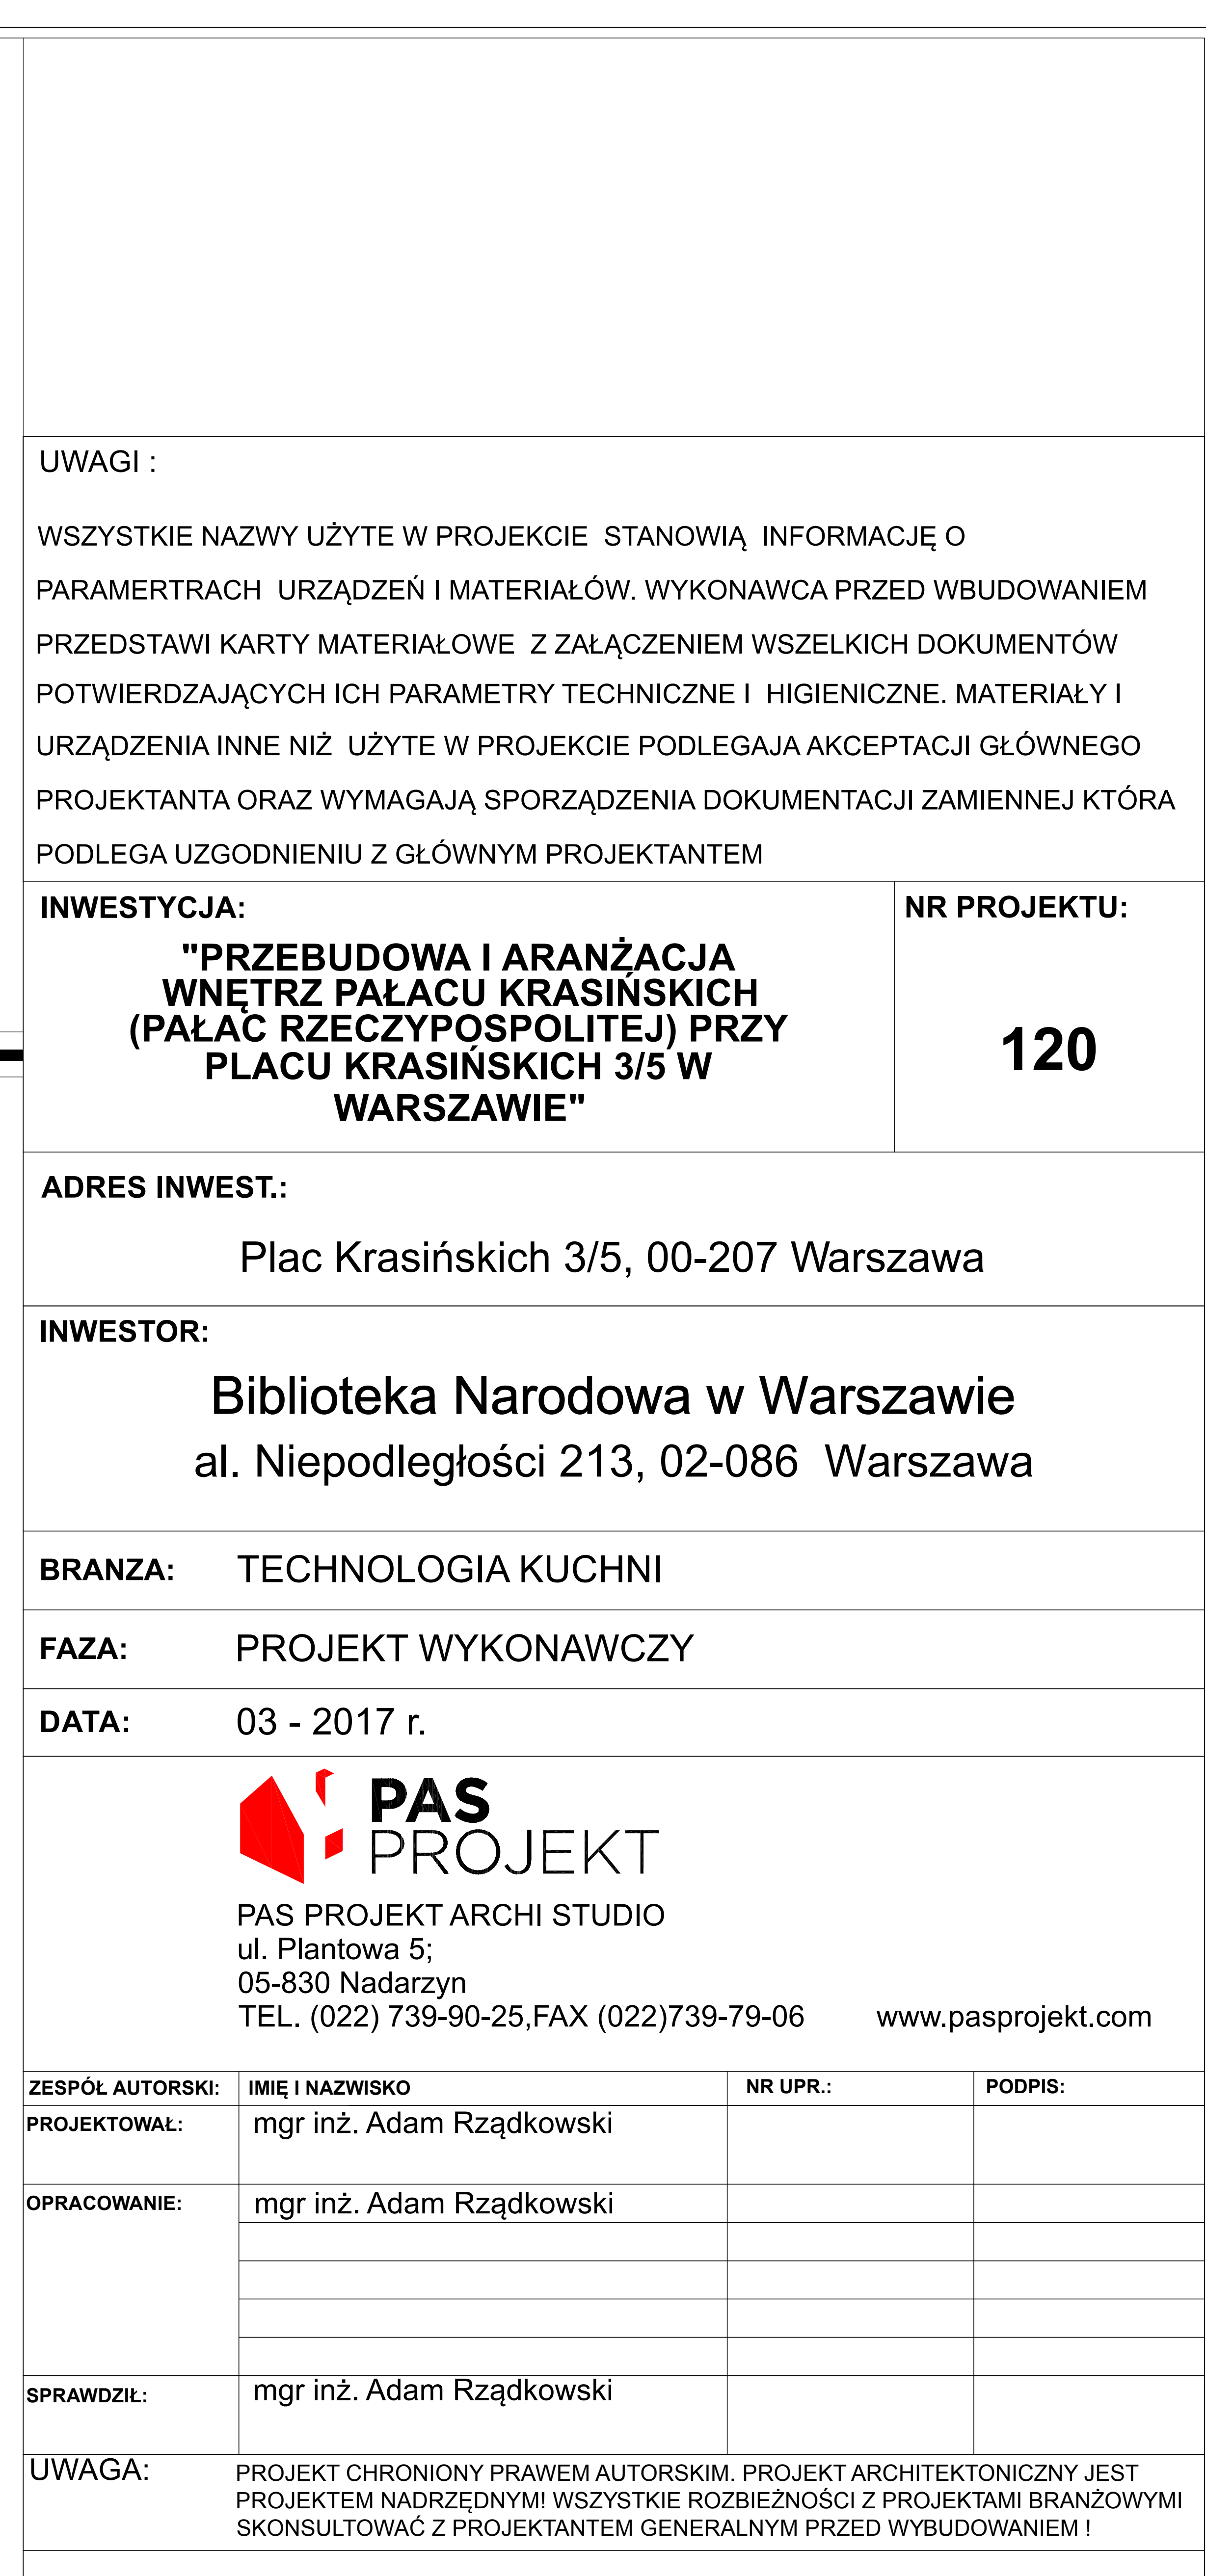 UWAGI :
WSZYSTKIE NAZWY UŻYTE W PROJEKCIE STANOWIĄ INFORMACJĘ O
PARAMERTRACH URZĄDZEŃ I MATERIAŁÓW. WYKONAWCA PRZED WBUDOWANIEM
PRZEDSTAWI KARTY MATERIAŁOWE Z ZAŁĄCZENIEM WSZELKICH DOKUMENTÓW
POTWIERDZAJĄCYCH ICH PARAMETRY TECHNICZNE I HIGIENICZNE. MATERIAŁY I
URZĄDZENIA INNE NIŻ UŻYTE W PROJEKCIE PODLEGAJA AKCEPTACJI GŁÓWNEGO
PROJEKTANTA ORAZ WYMAGAJĄ SPORZĄDZENIA DOKUMENTACJI ZAMIENNEJ KTÓRA
PODLEGA UZGODNIENIU Z GŁÓWNYM PROJEKTANTEM
INWESTYCJA:
"PRZEBUDOWA I ARANŻACJA
WNĘTRZ PAŁACU KRASIŃSKICH
(PAŁAC RZECZYPOSPOLITEJ) PRZY
PLACU KRASIŃSKICH 3/5 W
WARSZAWIE"
NR PROJEKTU:
120
ADRES INWEST.:
Plac Krasińskich 3/5, 00-207 Warszawa
INWESTOR:
Biblioteka Narodowa w Warszawie
al. Niepodległości 213, 02-086 Warszawa
BRANZA: TECHNOLOGIA KUCHNI
FAZA: PROJEKT WYKONAWCZY
DATA: 03 - 2017 r.
PAS
PROJEKT
PAS PROJEKT ARCHI STUDIO
ul. Plantowa 5;
05-830 Nadarzyn
TEL. (022) 739-90-25,FAX (022)739-79-06 www.pasprojekt.com
ZESPÓŁ AUTORSKI: IMIĘ I NAZWISKO NR UPR.: PODPIS:
PROJEKTOWAŁ: mgr inż. Adam Rządkowski
OPRACOWANIE: mgr inż. Adam Rządkowski
SPRAWDZIŁ: mgr inż. Adam Rządkowski
UWAGA: PROJEKT CHRONIONY PRAWEM AUTORSKIM. PROJEKT ARCHITEKTONICZNY JEST
PROJEKTEM NADRZĘDNYM! WSZYSTKIE ROZBIEŻNOŚCI Z PROJEKTAMI BRANŻOWYMI
SKONSULTOWAĆ Z PROJEKTANTEM GENERALNYM PRZED WYBUDOWANIEM !